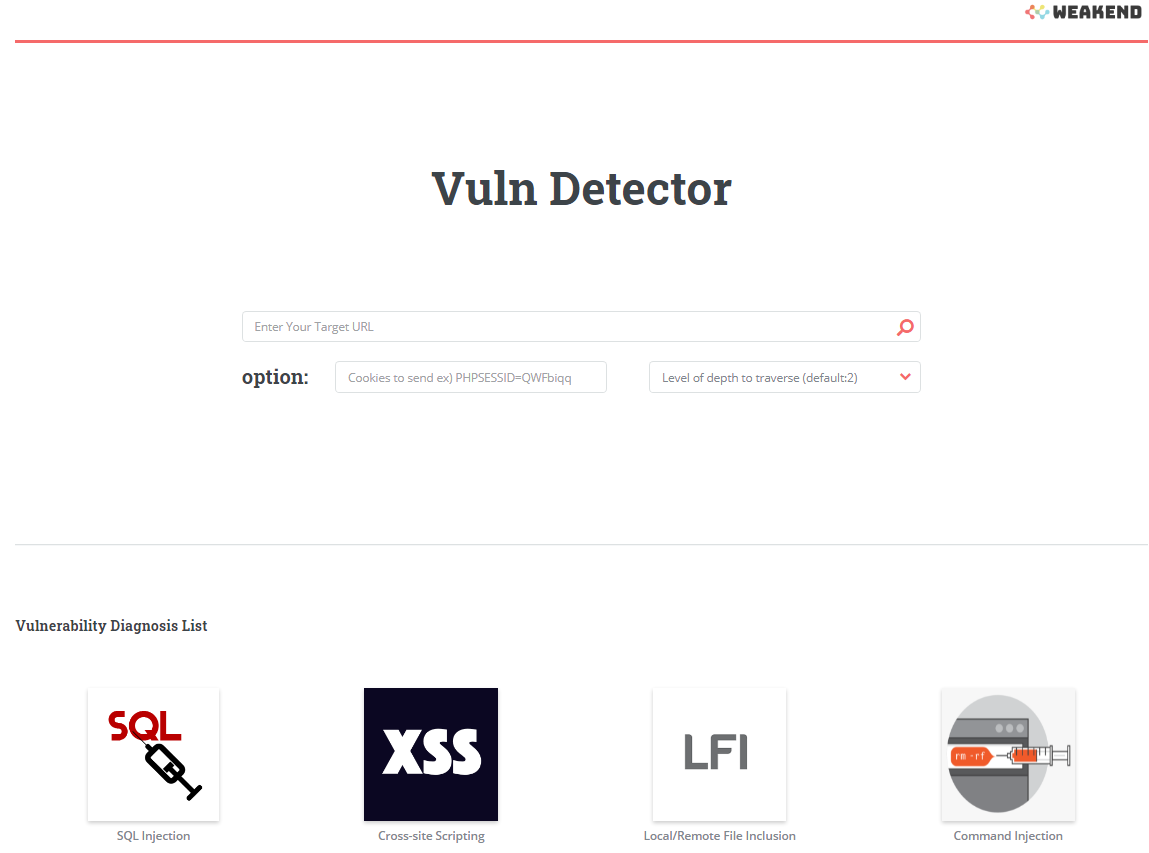 WEAKEND
Vuln Detector
Enter Your Target URL
option:
Cookies to send ex) PHPSESSID=QWFbiqq
Level of depth to traverse (default:2)
Vulnerability Diagnosis List
SQL
XSS
LFI
rm -rf
SQL Injection
Cross-site Scripting
Local/Remote File Inclusion
Command Injection